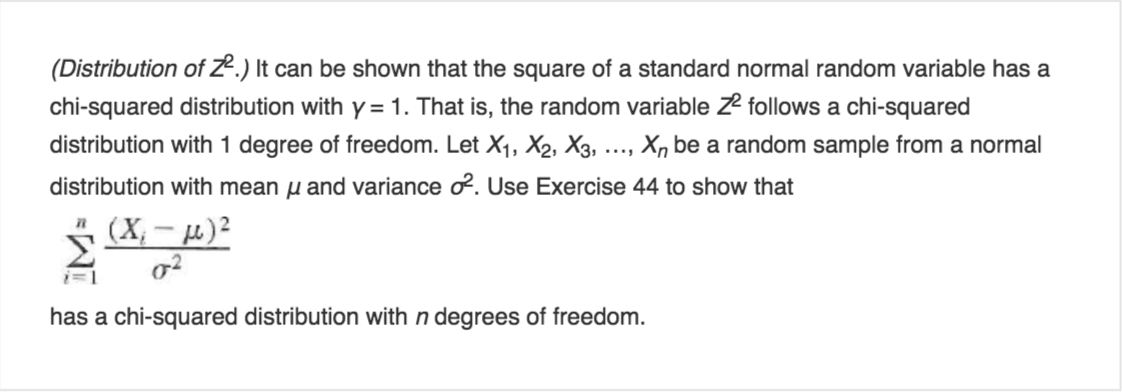 (Distribution of Z².) It can be shown that the square of a standard normal random variable has a
chi-squared distribution with γ = 1. That is, the random variable Z² follows a chi-squared
distribution with 1 degree of freedom. Let X₁, X₂, X₃, ..., Xₙ be a random sample from a normal
distribution with mean μ and variance σ². Use Exercise 44 to show that
∑ᵢ₌₁ⁿ (Xᵢ − μ)² / σ²
has a chi-squared distribution with n degrees of freedom.